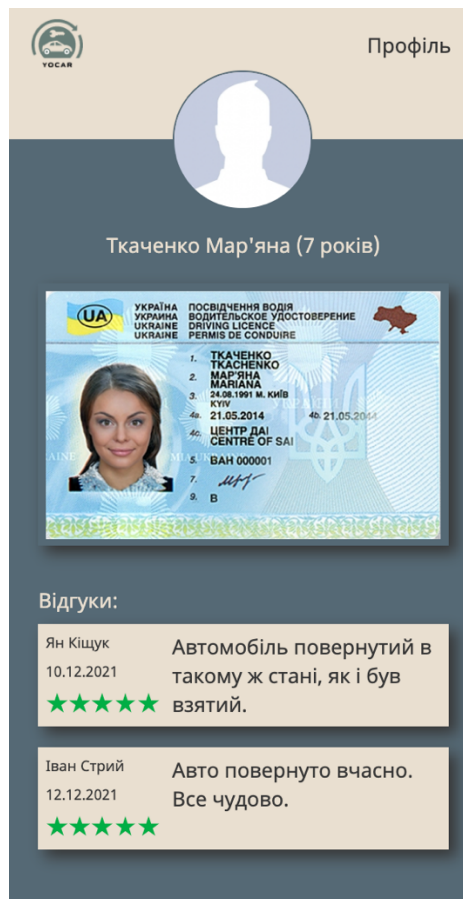 YOCAR
Профіль
Ткаченко Мар'яна (7 років)
UA
УКРАЇНА ПОСВІДЧЕННЯ ВОДІЯ
УКРАИНА ВОДИТЕЛЬСКОЕ УДОСТОВЕРЕНИЕ
UKRAINE DRIVING LICENCE
UKRAINE PERMIS DE CONDUIRE
1. ТКАЧЕНКО
TKACHENKO
2. МАР'ЯНА
MARIANA
3. 24.08.1991 М. КИЇВ
KYIV
4a. 21.05.2014 4b. 21.05.2044
4c. ЦЕНТР ДАІ
CENTRE OF SAI
5. ВАН 000001
7.
9. B
Відгуки:
Ян Кіщук
10.12.2021
Автомобіль повернутий в
такому ж стані, як і був
взятий.
Іван Стрий
12.12.2021
Авто повернуто вчасно.
Все чудово.